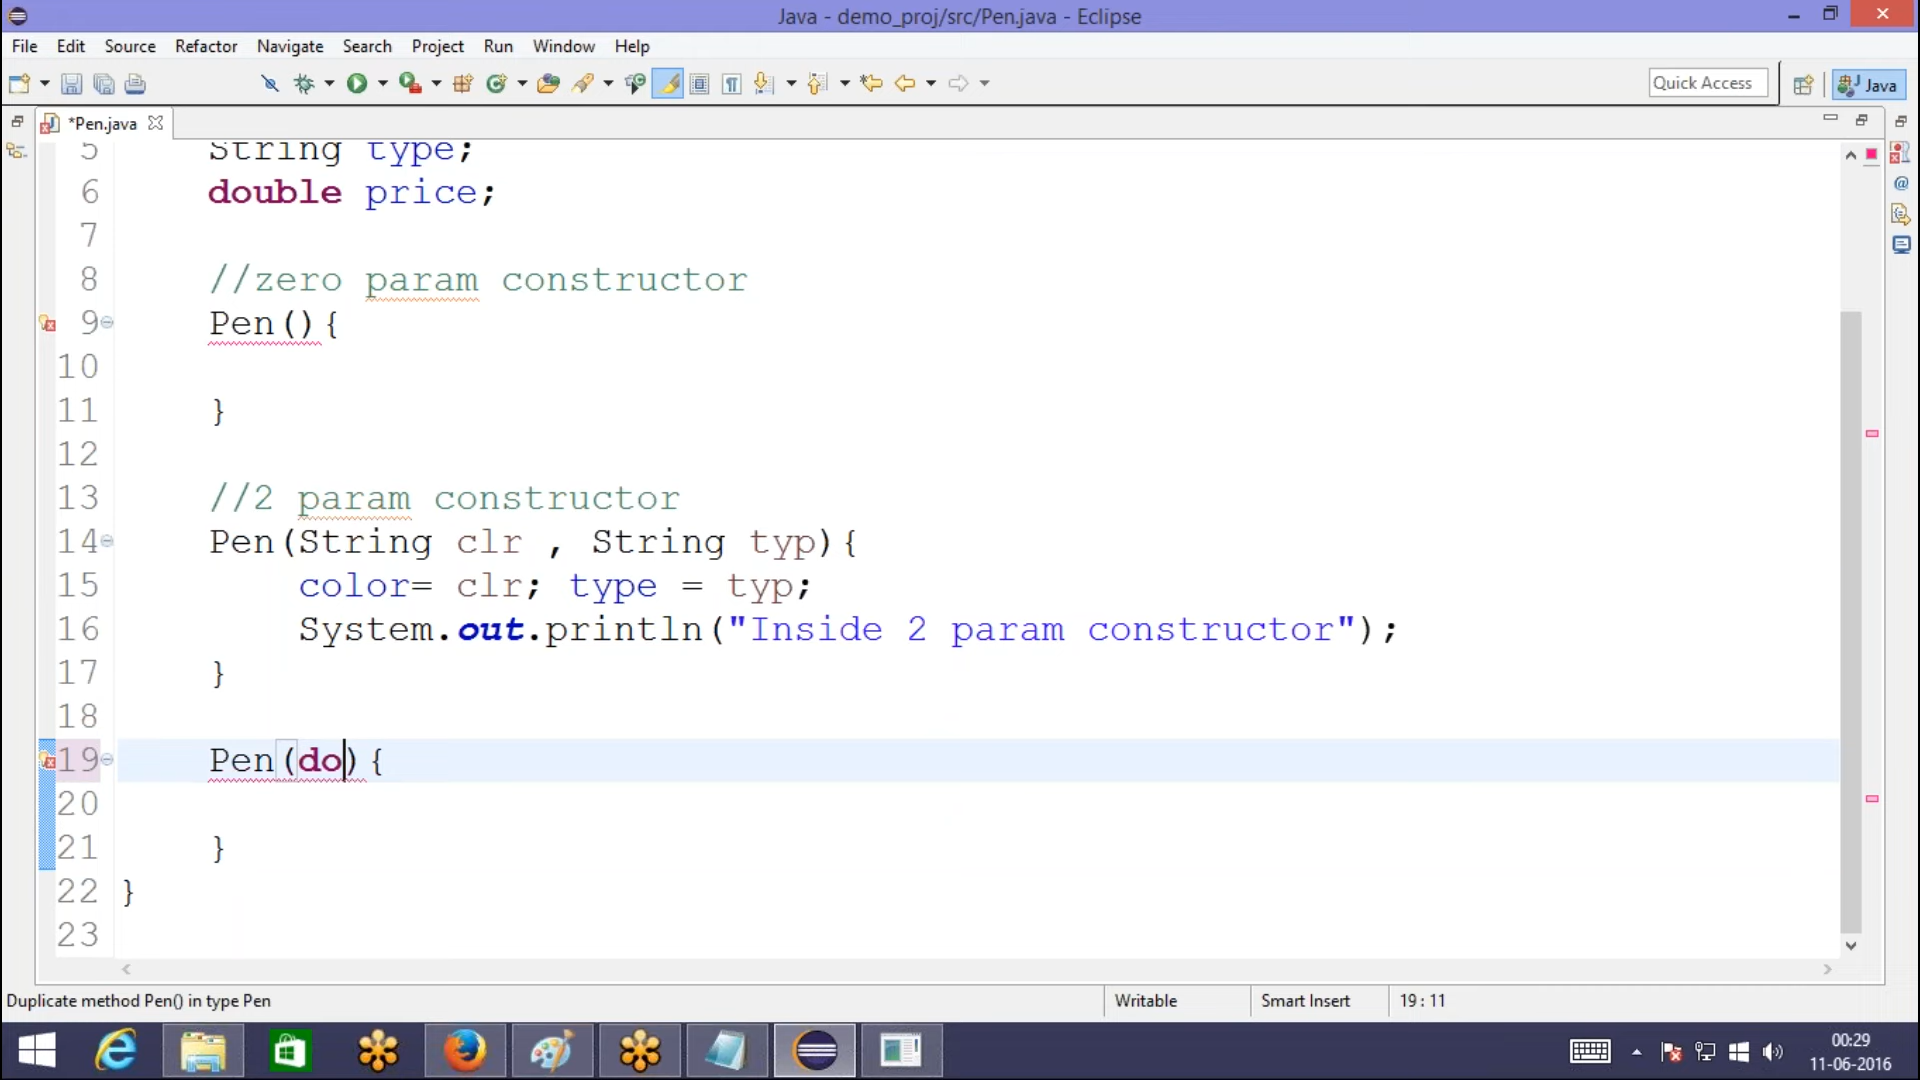 Java - demo_proj/src/Pen.java - Eclipse
File Edit Source Refactor Navigate Search Project Run Window Help
Quick Access
Java
*Pen.java
5 String type;
6 double price;
7
8 //zero param constructor
9 Pen(){
10
11 }
12
13 //2 param constructor
14 Pen(String clr , String typ){
15 color= clr; type = typ;
16 System.out.println("Inside 2 param constructor");
17 }
18
19 Pen(do){
20
21 }
22 }
23
Duplicate method Pen() in type Pen
Writable
Smart Insert
19 : 11
00:29
11-06-2016